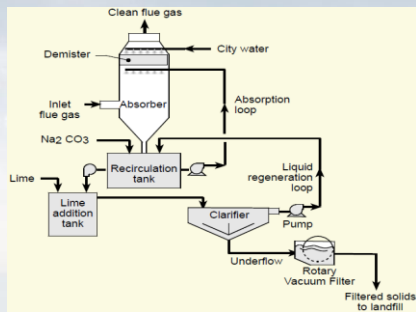 Clean flue gas
Demister
City water
Inlet
flue gas
Absorber
Absorption
loop
Na2 CO3
Recirculation
tank
Liquid
regeneration
loop
Lime
Lime
addition
tank
Clarifier
Pump
Underflow
Rotary
Vacuum Filter
Filtered solids
to landfill